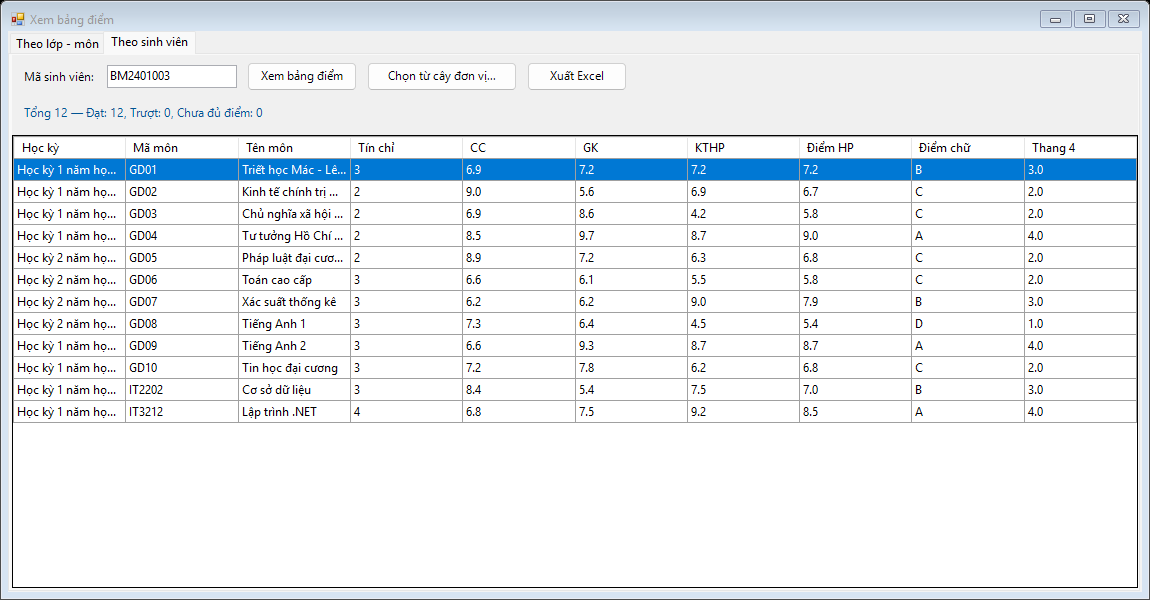 Xem bảng điểm
Theo lớp - môn Theo sinh viên
Mã sinh viên: BM2401003 Xem bảng điểm Chọn từ cây đơn vị... Xuất Excel
Tổng 12 — Đạt: 12, Trượt: 0, Chưa đủ điểm: 0
Học kỳ Mã môn Tên môn Tín chỉ CC GK KTHP Điểm HP Điểm chữ Thang 4
Học kỳ 1 năm họ... GD01 Triết học Mác - Lê... 3 6.9 7.2 7.2 7.2 B 3.0
Học kỳ 1 năm họ... GD02 Kinh tế chính trị ... 2 9.0 5.6 6.9 6.7 C 2.0
Học kỳ 1 năm họ... GD03 Chủ nghĩa xã hội ... 2 6.9 8.6 4.2 5.8 C 2.0
Học kỳ 1 năm họ... GD04 Tư tưởng Hồ Chí ... 2 8.5 9.7 8.7 9.0 A 4.0
Học kỳ 2 năm họ... GD05 Pháp luật đại cươ... 2 8.9 7.2 6.3 6.8 C 2.0
Học kỳ 2 năm họ... GD06 Toán cao cấp 3 6.6 6.1 5.5 5.8 C 2.0
Học kỳ 2 năm họ... GD07 Xác suất thống kê 3 6.2 6.2 9.0 7.9 B 3.0
Học kỳ 2 năm họ... GD08 Tiếng Anh 1 3 7.3 6.4 4.5 5.4 D 1.0
Học kỳ 1 năm họ... GD09 Tiếng Anh 2 3 6.6 9.3 8.7 8.7 A 4.0
Học kỳ 1 năm họ... GD10 Tin học đại cương 3 7.2 7.8 6.2 6.8 C 2.0
Học kỳ 1 năm họ... IT2202 Cơ sở dữ liệu 3 8.4 5.4 7.5 7.0 B 3.0
Học kỳ 1 năm họ... IT3212 Lập trình .NET 4 6.8 7.5 9.2 8.5 A 4.0